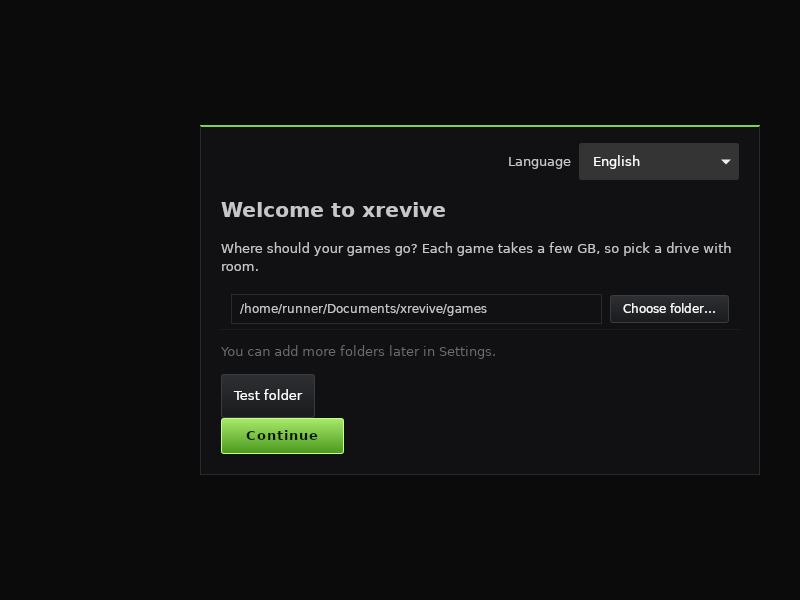 Language English
Welcome to xrevive
Where should your games go? Each game takes a few GB, so pick a drive with
room.
/home/runner/Documents/xrevive/games Choose folder...
You can add more folders later in Settings.
Test folder
Continue